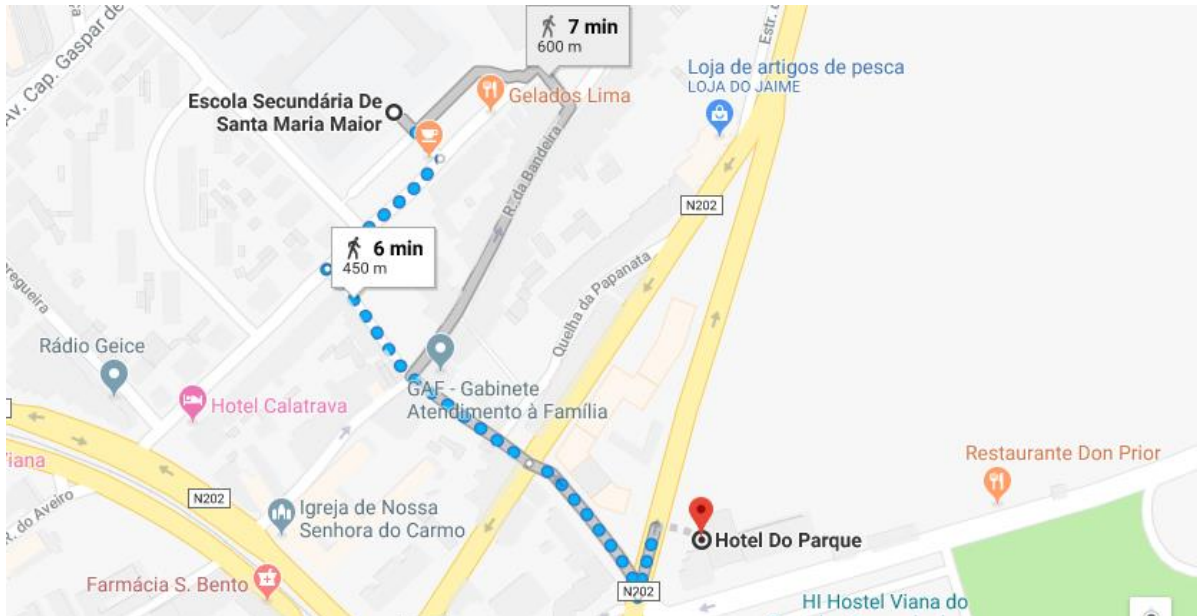 Av. Cap. Gaspar de
7 min
600 m
Estr. d
Loja de artigos de pesca
LOJA DO JAIME
Escola Secundária De
Santa Maria Maior
Gelados Lima
R. da Bandeira
N202
6 min
450 m
Quelha da Papanata
eregueira
Rádio Geice
GAF - Gabinete
Atendimento à Família
Hotel Calatrava
Restaurante Don Prior
iana
N202
Igreja de Nossa
Senhora do Carmo
R. do Aveiro
Hotel Do Parque
Farmácia S. Bento
N202
HI Hostel Viana do